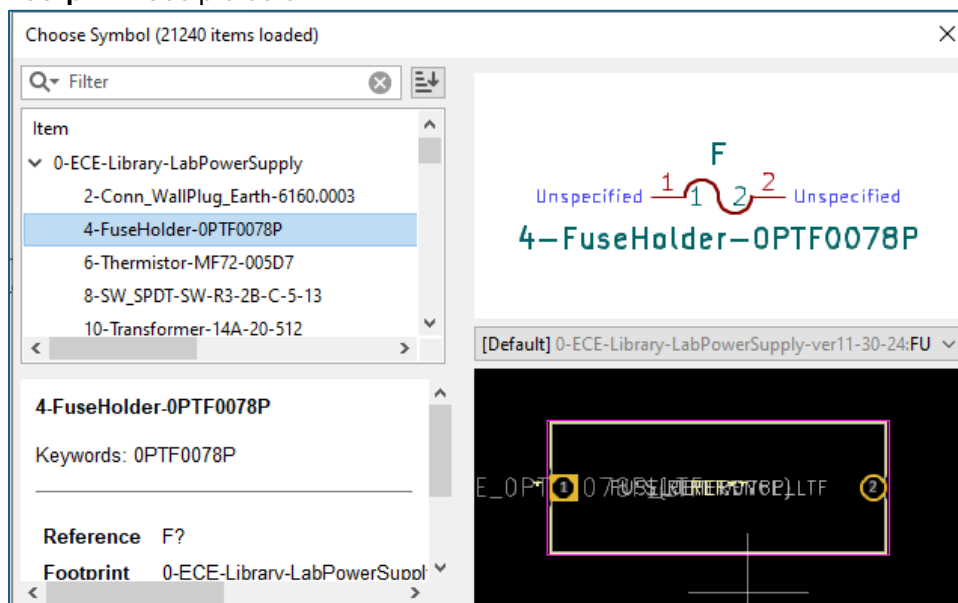 Choose Symbol (21240 items loaded)
Filter
Item
0-ECE-Library-LabPowerSupply
2-Conn_WallPlug_Earth-6160.0003
4-FuseHolder-0PTF0078P
6-Thermistor-MF72-005D7
8-SW_SPDT-SW-R3-2B-C-5-13
10-Transformer-14A-20-512
4-FuseHolder-0PTF0078P
Keywords: 0PTF0078P
Reference F?
Footprint 0-ECE-Library-LabPowerSuppl
F
Unspecified 1 1 2 2 Unspecified
4-FuseHolder-0PTF0078P
[Default] 0-ECE-Library-LabPowerSupply-ver11-30-24:FU
1 2